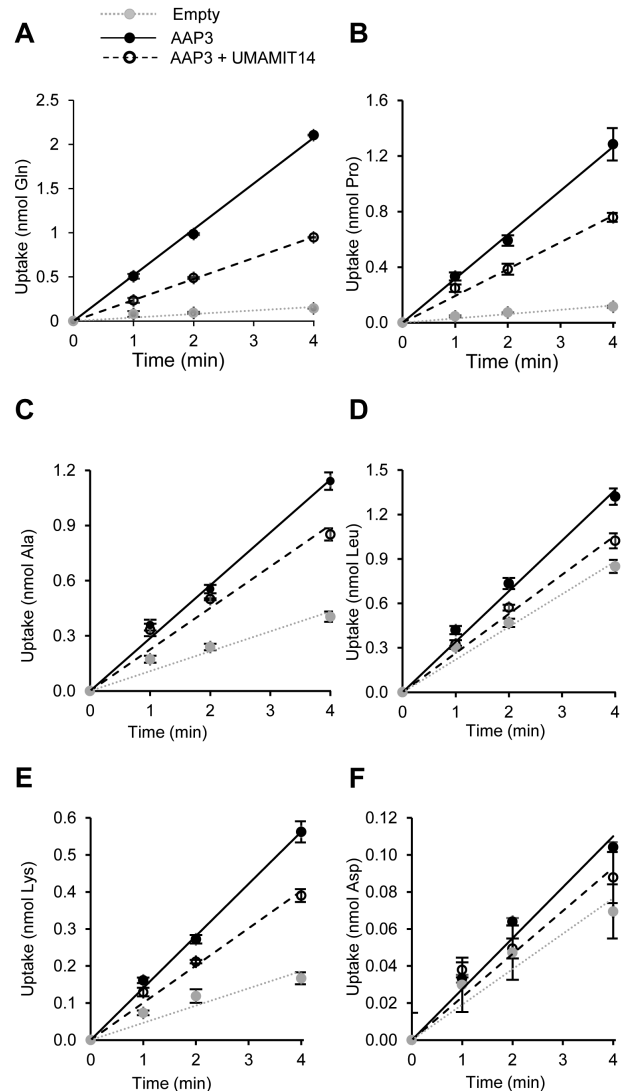 Empty
AAP3
AAP3 + UMAMIT14
A
B
Uptake (nmol Gln)
2.5
2
1.5
1
0.5
0
0 1 2 3 4
Time (min)
Uptake (nmol Pro)
1.6
1.2
0.8
0.4
0.0
0 1 2 3 4
Time (min)
C
D
Uptake (nmol Ala)
1.2
0.9
0.6
0.3
0.0
0 1 2 3 4
Time (min)
Uptake (nmol Leu)
1.5
1.2
0.9
0.6
0.3
0.0
0 1 2 3 4
Time (min)
E
F
Uptake (nmol Lys)
0.6
0.5
0.4
0.3
0.2
0.1
0.0
0 1 2 3 4
Time (min)
Uptake (nmol Asp)
0.12
0.10
0.08
0.06
0.04
0.02
0.00
0 1 2 3 4
Time (min)